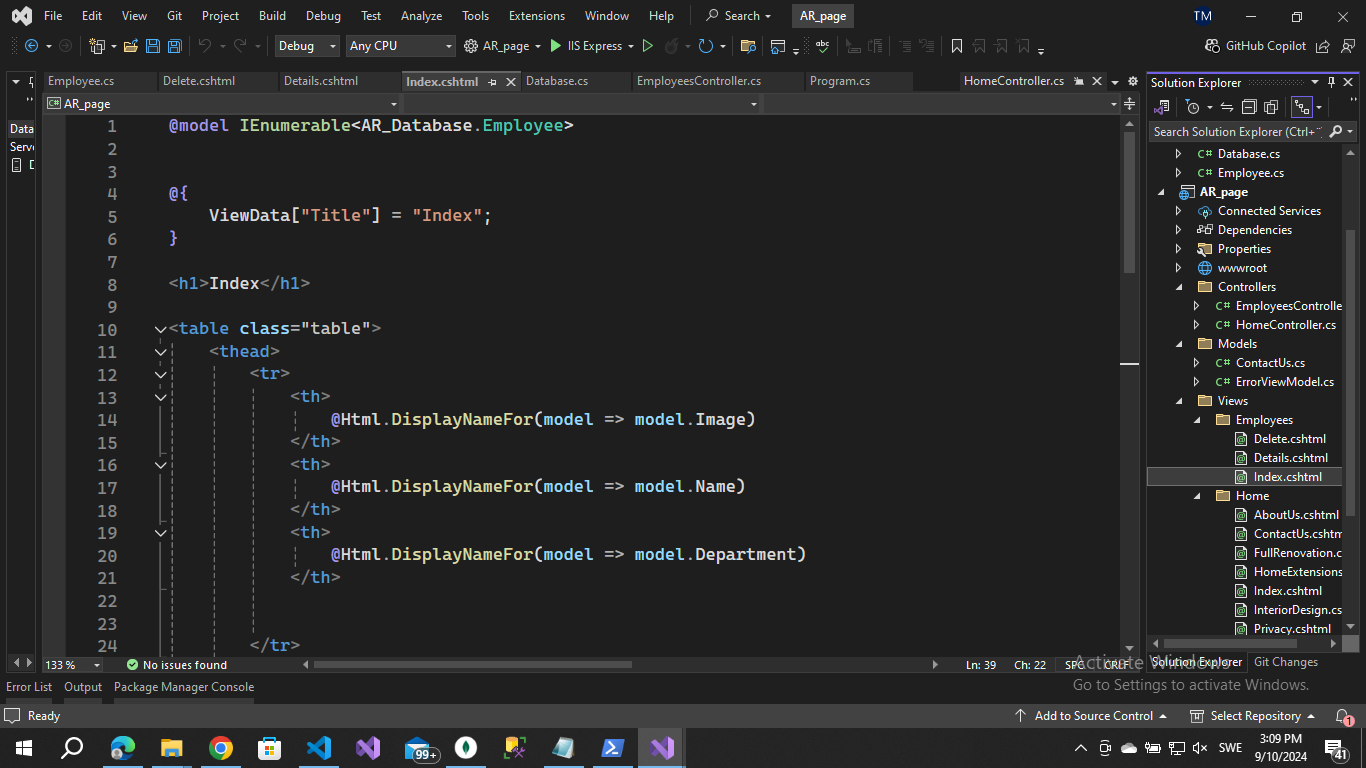 File Edit View Git Project Build Debug Test Analyze Tools Extensions Window Help Search AR_page TM
Debug Any CPU AR_page IIS Express GitHub Copilot
Employee.cs Delete.cshtml Details.cshtml Index.cshtml Database.cs EmployeesController.cs Program.cs HomeController.cs
C# AR_page
Data
Serve
1 @model IEnumerable<AR_Database.Employee>
2
3
4 @{
5 ViewData["Title"] = "Index";
6 }
7
8 <h1>Index</h1>
9
10 <table class="table">
11 <thead>
12 <tr>
13 <th>
14 @Html.DisplayNameFor(model => model.Image)
15 </th>
16 <th>
17 @Html.DisplayNameFor(model => model.Name)
18 </th>
19 <th>
20 @Html.DisplayNameFor(model => model.Department)
21 </th>
22
23
24 </tr>
133 % No issues found Ln: 39 Ch: 22 SPC CRLF
Solution Explorer
Search Solution Explorer (Ctrl+
C# Database.cs
C# Employee.cs
AR_page
Connected Services
Dependencies
Properties
wwwroot
Controllers
C# EmployeesControlle
C# HomeController.cs
Models
C# ContactUs.cs
C# ErrorViewModel.cs
Views
Employees
Delete.cshtml
Details.cshtml
Index.cshtml
Home
AboutUs.cshtml
ContactUs.cshtm
FullRenovation.c
HomeExtensions
Index.cshtml
InteriorDesign.cs
Privacy.cshtml
Solution Explorer Git Changes
Activate Windows
Go to Settings to activate Windows.
Error List Output Package Manager Console
Ready Add to Source Control Select Repository 1
99+ SWE 3:09 PM
9/10/2024 41